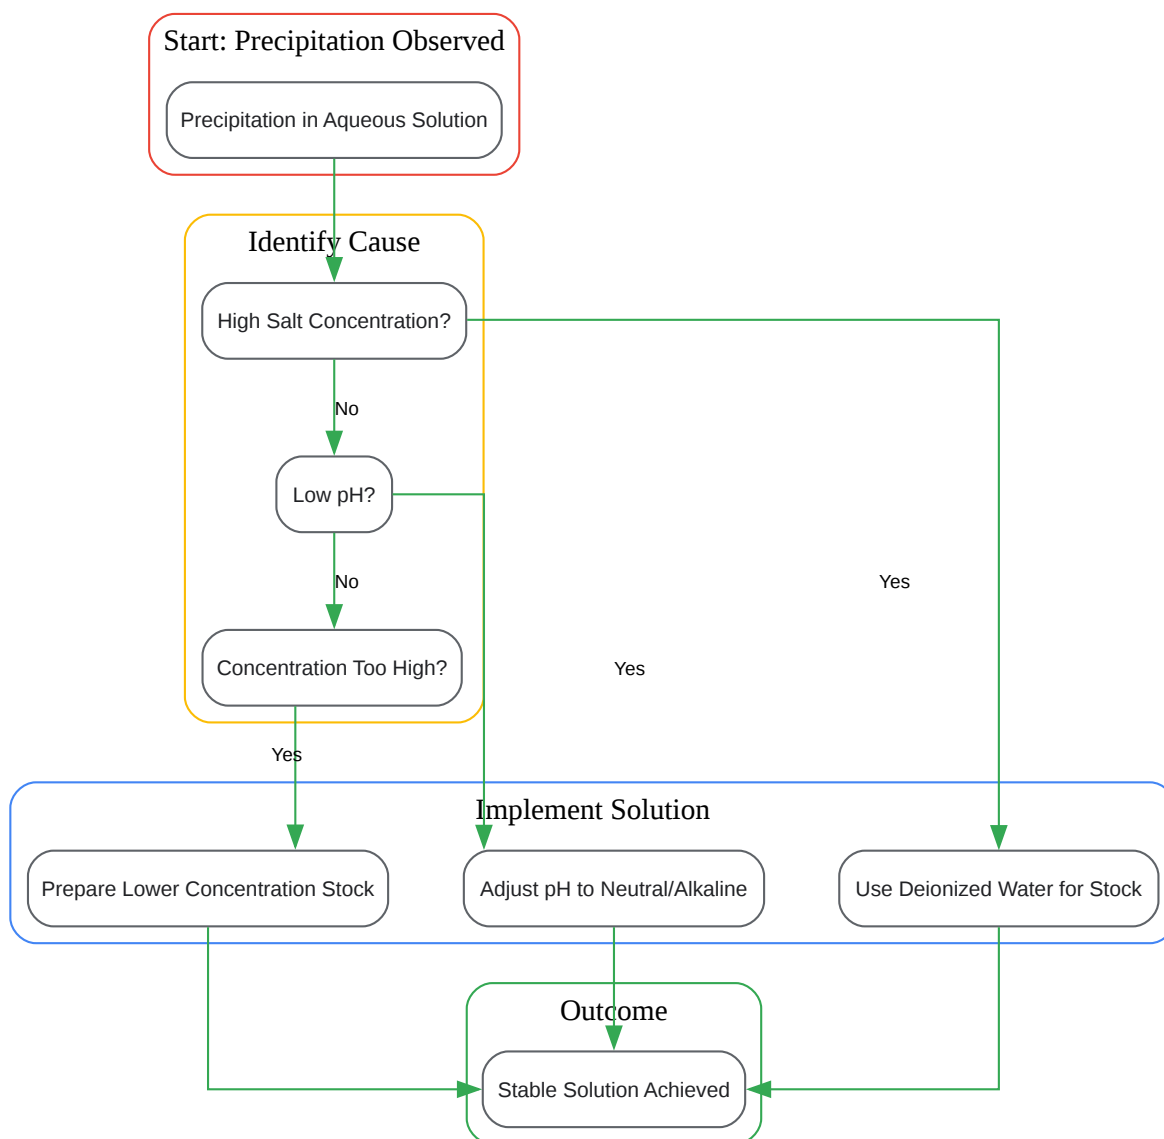 Start: Precipitation Observed
Precipitation in Aqueous Solution
Identify Cause
High Salt Concentration?
No
Low pH?
No
Yes
Concentration Too High?
Yes
Yes
Implement Solution
Prepare Lower Concentration Stock
Adjust pH to Neutral/Alkaline
Use Deionized Water for Stock
Outcome
Stable Solution Achieved